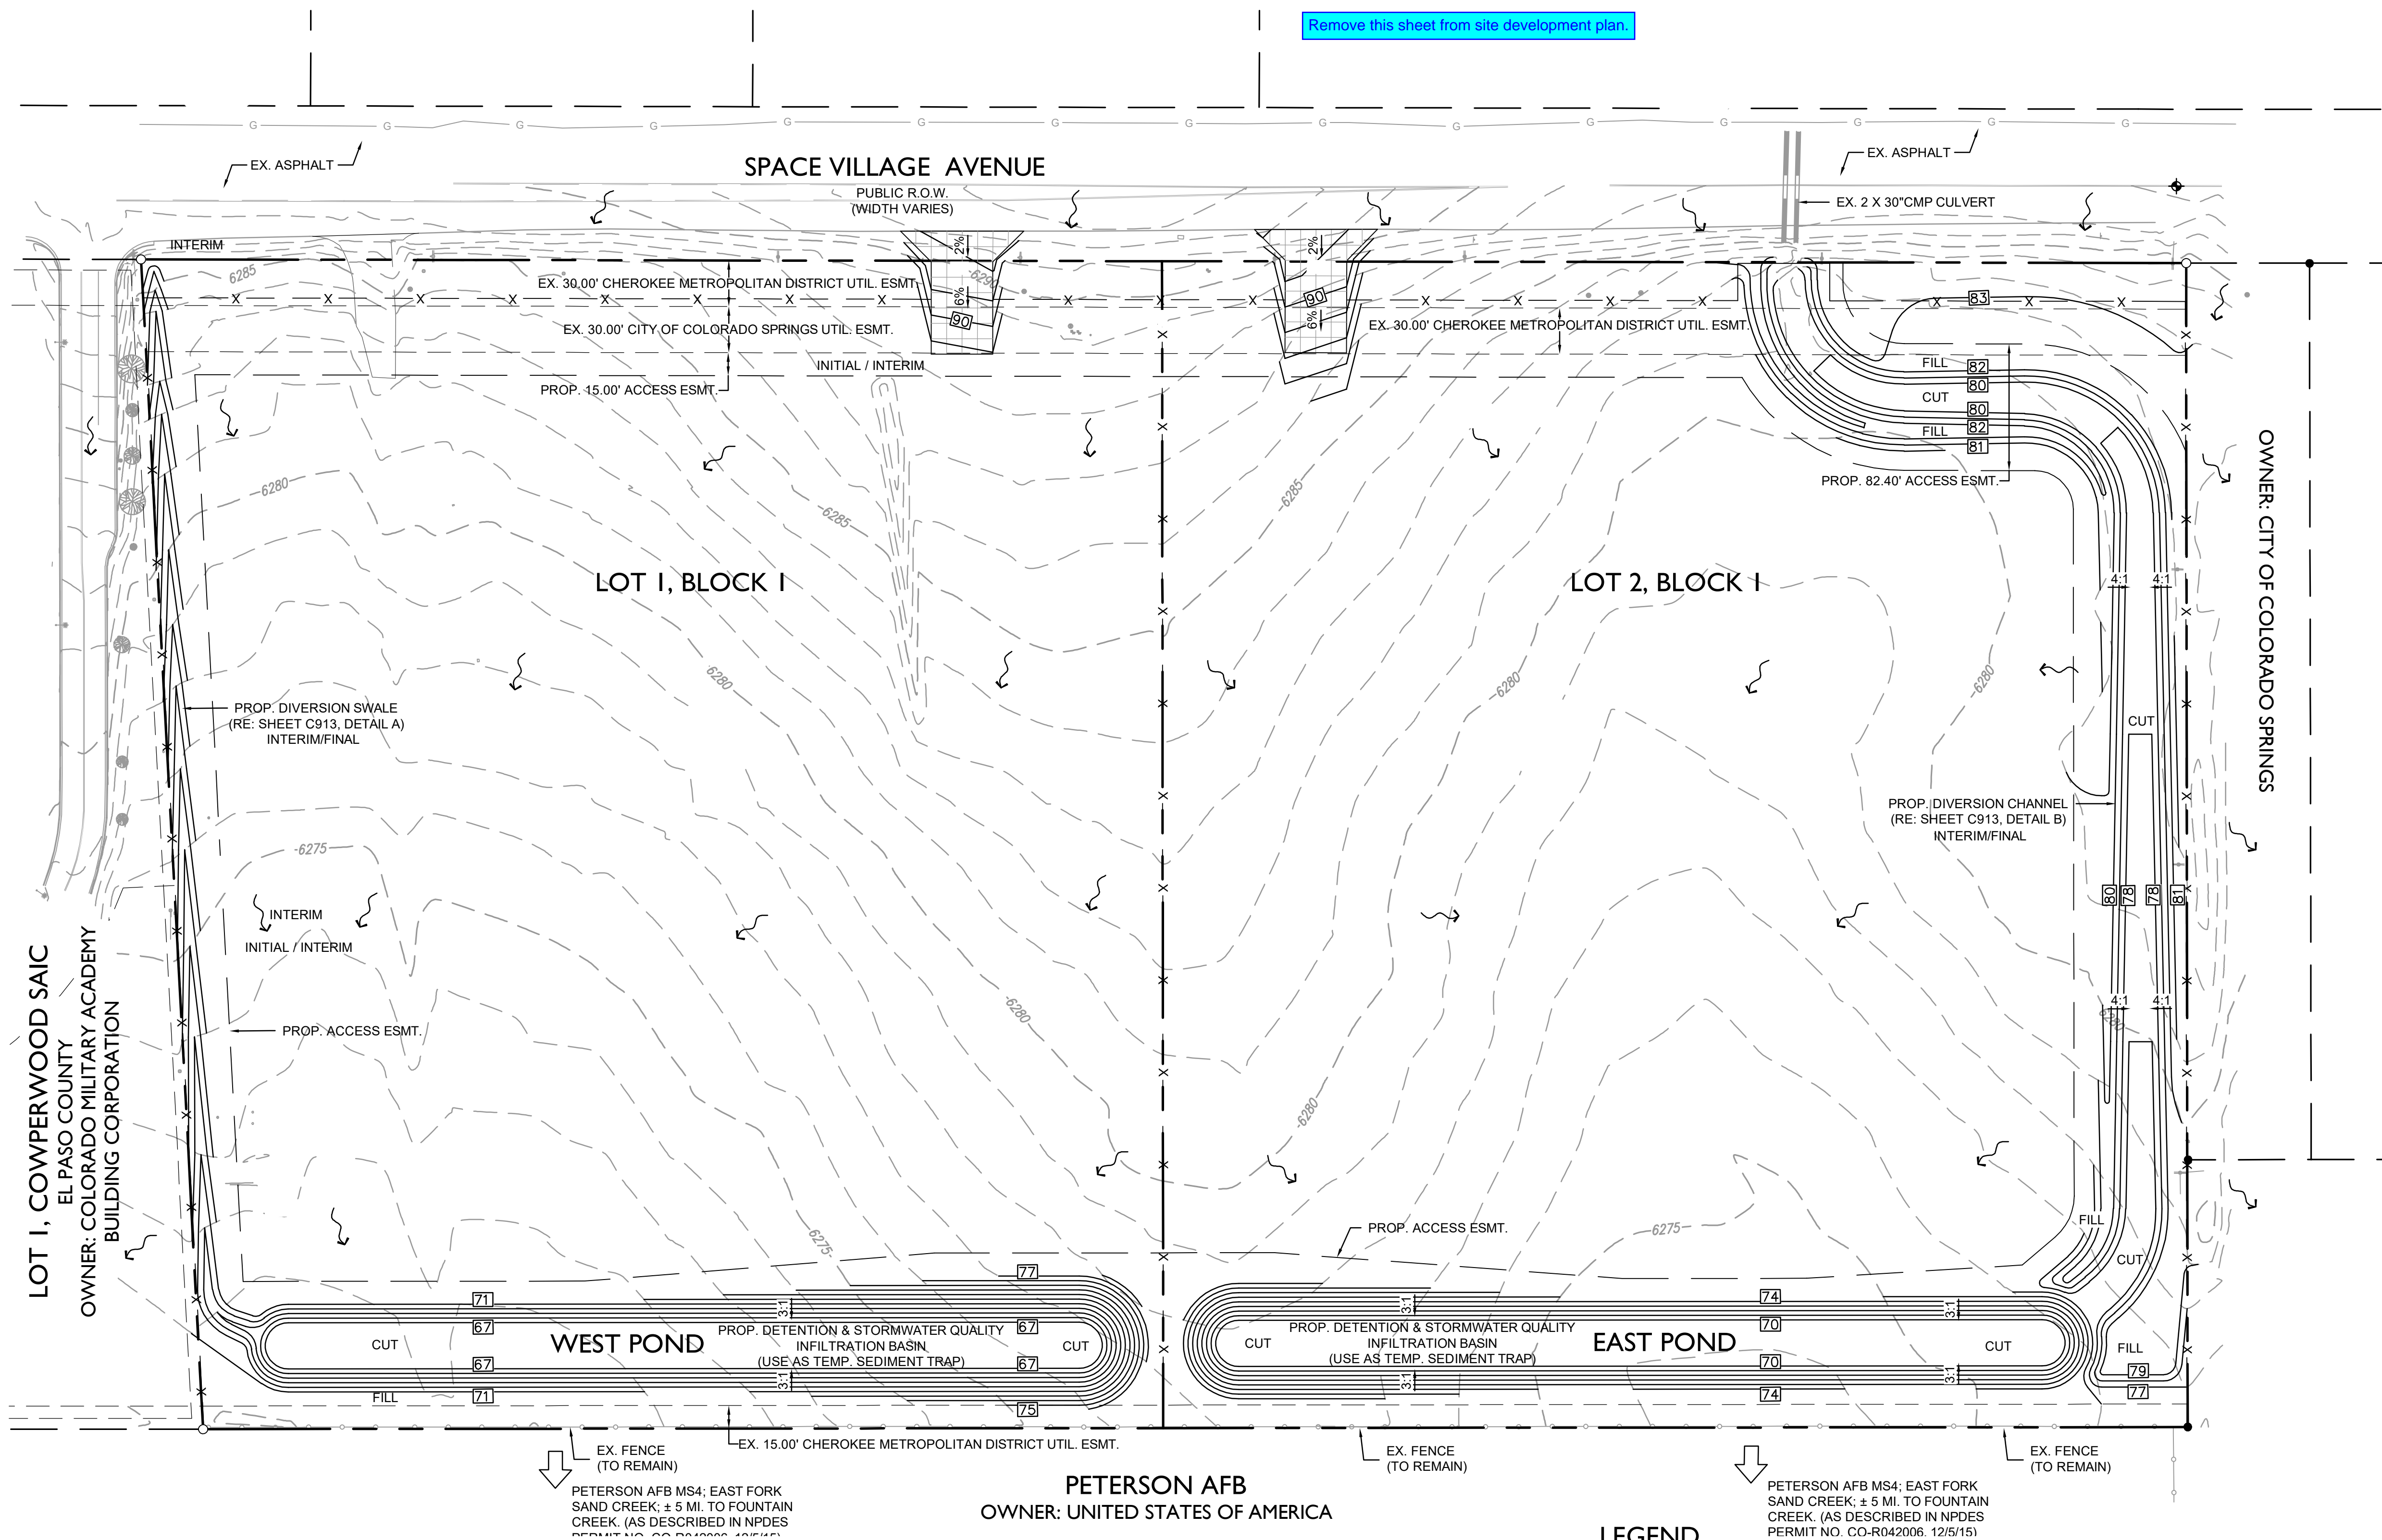 Remove this sheet from site development plan.
G G G G G G G G G G G G G G G
EX. ASPHALT
SPACE VILLAGE AVENUE
PUBLIC R.O.W.
(WIDTH VARIES)
EX. ASPHALT
EX. 2 X 30"CMP CULVERT
INTERIM
6285
2%
2%
EX. 30.00' CHEROKEE METROPOLITAN DISTRICT UTIL. ESMT.
6%
90
90
6%
83
EX. 30.00' CITY OF COLORADO SPRINGS UTIL. ESMT.
EX. 30.00' CHEROKEE METROPOLITAN DISTRICT UTIL. ESMT.
INITIAL / INTERIM
PROP. 15.00' ACCESS ESMT.
FILL
82
80
CUT
80
82
FILL
81
PROP. 82.40' ACCESS ESMT.
6280
6285
6285
OWNER: CITY OF COLORADO SPRINGS
LOT 1, BLOCK 1
LOT 2, BLOCK 1
4:1
4:1
6280
6280
6280
PROP. DIVERSION SWALE
(RE: SHEET C913, DETAIL A)
INTERIM/FINAL
CUT
PROP. DIVERSION CHANNEL
(RE: SHEET C913, DETAIL B)
INTERIM/FINAL
6275
80
78
78
81
INTERIM
INITIAL / INTERIM
LOT 1, COWPERWOOD SAIC
EL PASO COUNTY
OWNER: COLORADO MILITARY ACADEMY
BUILDING CORPORATION
PROP. ACCESS ESMT.
6280
4:1
4:1
6280
6280
PROP. ACCESS ESMT.
6275
6275
FILL
CUT
77
71
3:1
67
67
CUT
WEST POND
PROP. DETENTION & STORMWATER QUALITY
INFILTRATION BASIN
(USE AS TEMP. SEDIMENT TRAP)
CUT
67
67
3:1
FILL
71
75
74
3:1
3:1
70
CUT
PROP. DETENTION & STORMWATER QUALITY
INFILTRATION BASIN
(USE AS TEMP. SEDIMENT TRAP)
EAST POND
CUT
FILL
70
3:1
3:1
74
79
77
EX. 15.00' CHEROKEE METROPOLITAN DISTRICT UTIL. ESMT.
EX. FENCE
(TO REMAIN)
EX. FENCE
(TO REMAIN)
EX. FENCE
(TO REMAIN)
PETERSON AFB
OWNER: UNITED STATES OF AMERICA
PETERSON AFB MS4; EAST FORK
SAND CREEK; ± 5 MI. TO FOUNTAIN
CREEK. (AS DESCRIBED IN NPDES
PERMIT NO. CO-R042006, 12/5/15)
PETERSON AFB MS4; EAST FORK
SAND CREEK; ± 5 MI. TO FOUNTAIN
CREEK. (AS DESCRIBED IN NPDES
PERMIT NO. CO-R042006, 12/5/15)
LEGEND